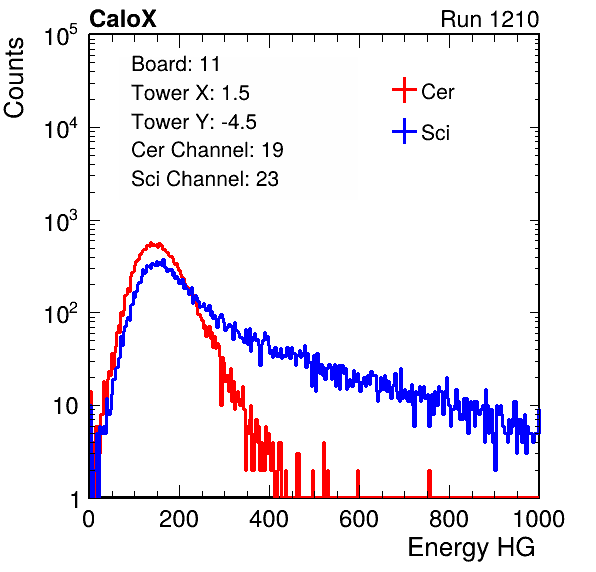 CaloX Run 1210
Counts
Board: 11
Tower X: 1.5
Tower Y: -4.5
Cer Channel: 19
Sci Channel: 23
Cer
Sci
10^5
10^4
10^3
10^2
10
1
0 200 400 600 800 1000
Energy HG